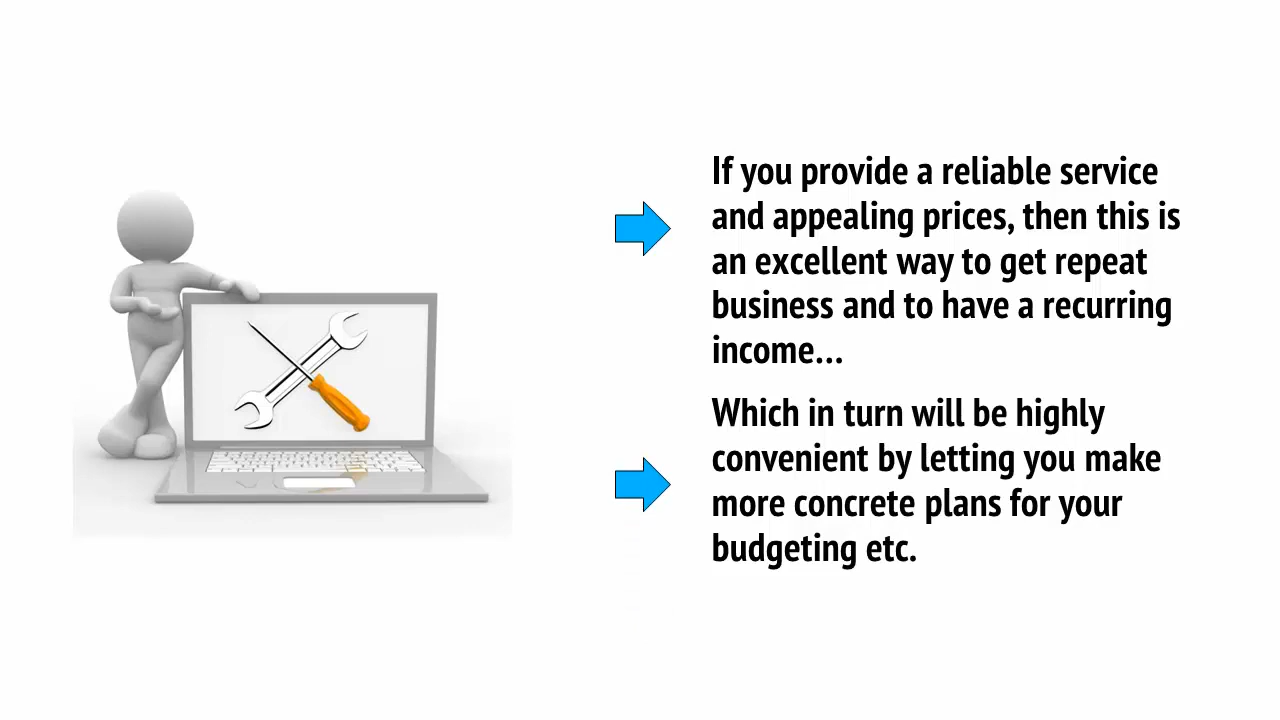 If you provide a reliable service
and appealing prices, then this is
an excellent way to get repeat
business and to have a recurring
income...
Which in turn will be highly
convenient by letting you make
more concrete plans for your
budgeting etc.